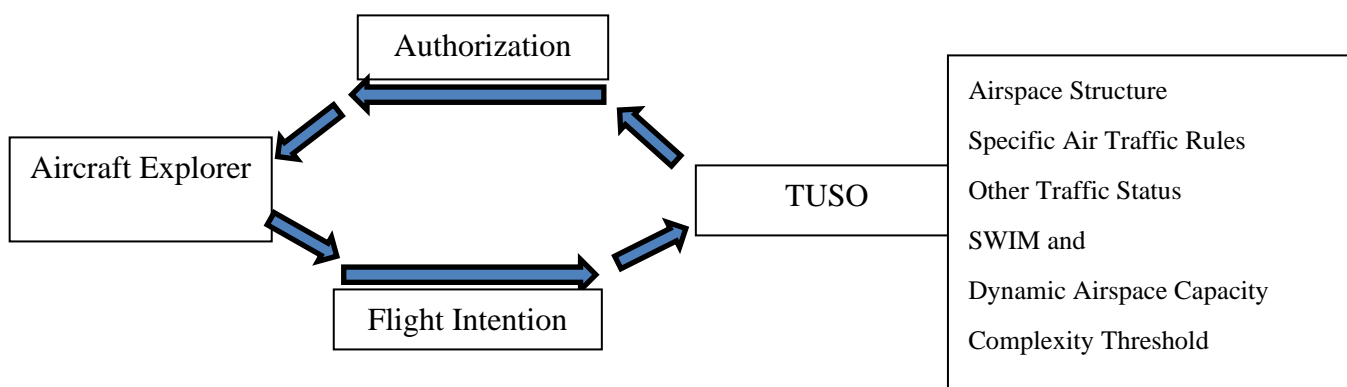 Authorization
Aircraft Explorer
TUSO
Flight Intention
Airspace Structure
Specific Air Traffic Rules
Other Traffic Status
SWIM and
Dynamic Airspace Capacity
Complexity Threshold